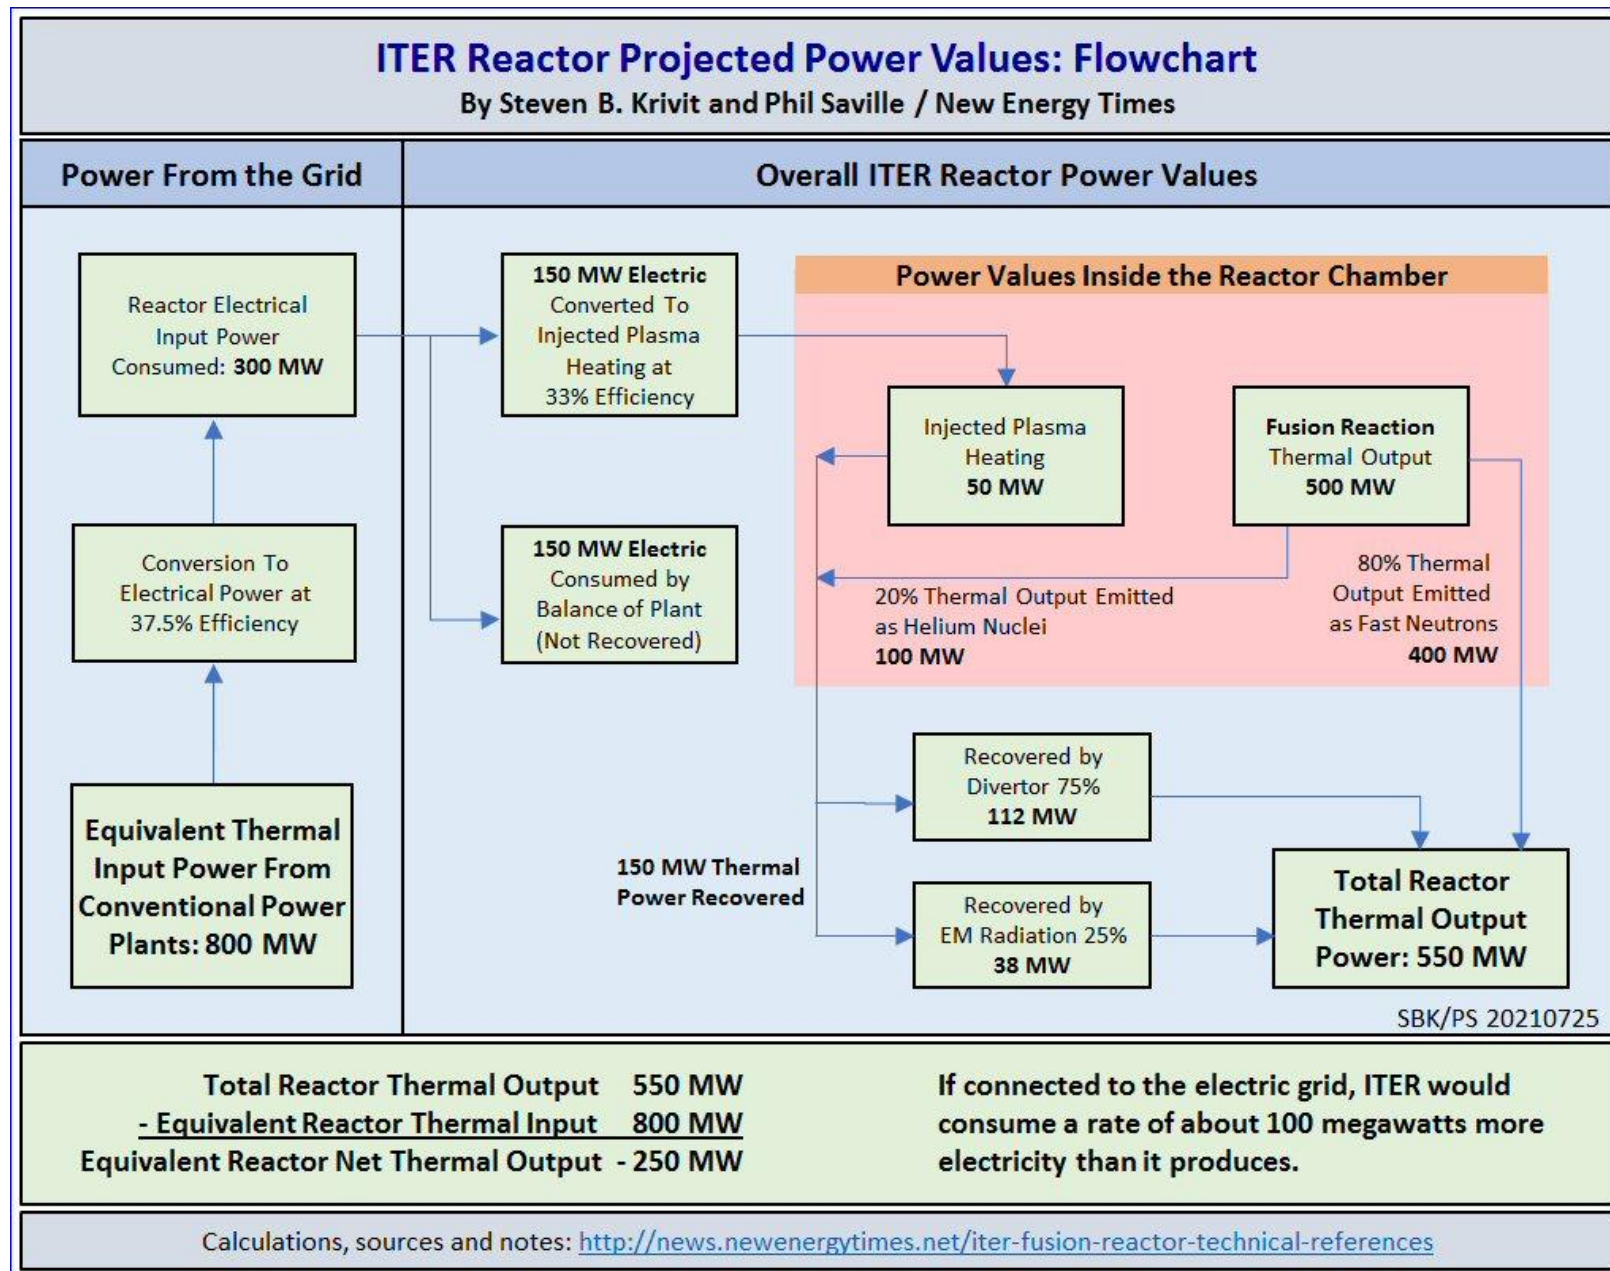 ITER Reactor Projected Power Values: Flowchart
By Steven B. Krivit and Phil Saville / New Energy Times
Power From the Grid
Overall ITER Reactor Power Values
Reactor Electrical
Input Power
Consumed: 300 MW
Conversion To
Electrical Power at
37.5% Efficiency
Equivalent Thermal
Input Power From
Conventional Power
Plants: 800 MW
150 MW Electric
Converted To
Injected Plasma
Heating at
33% Efficiency
150 MW Electric
Consumed by
Balance of Plant
(Not Recovered)
Power Values Inside the Reactor Chamber
Injected Plasma
Heating
50 MW
Fusion Reaction
Thermal Output
500 MW
20% Thermal Output Emitted
as Helium Nuclei
100 MW
80% Thermal
Output Emitted
as Fast Neutrons
400 MW
150 MW Thermal
Power Recovered
Recovered by
Divertor 75%
112 MW
Recovered by
EM Radiation 25%
38 MW
Total Reactor
Thermal Output
Power: 550 MW
SBK/PS 20210725
Total Reactor Thermal Output 550 MW
- Equivalent Reactor Thermal Input 800 MW
Equivalent Reactor Net Thermal Output - 250 MW
If connected to the electric grid, ITER would
consume a rate of about 100 megawatts more
electricity than it produces.
Calculations, sources and notes: http://news.newenergytimes.net/iter-fusion-reactor-technical-references